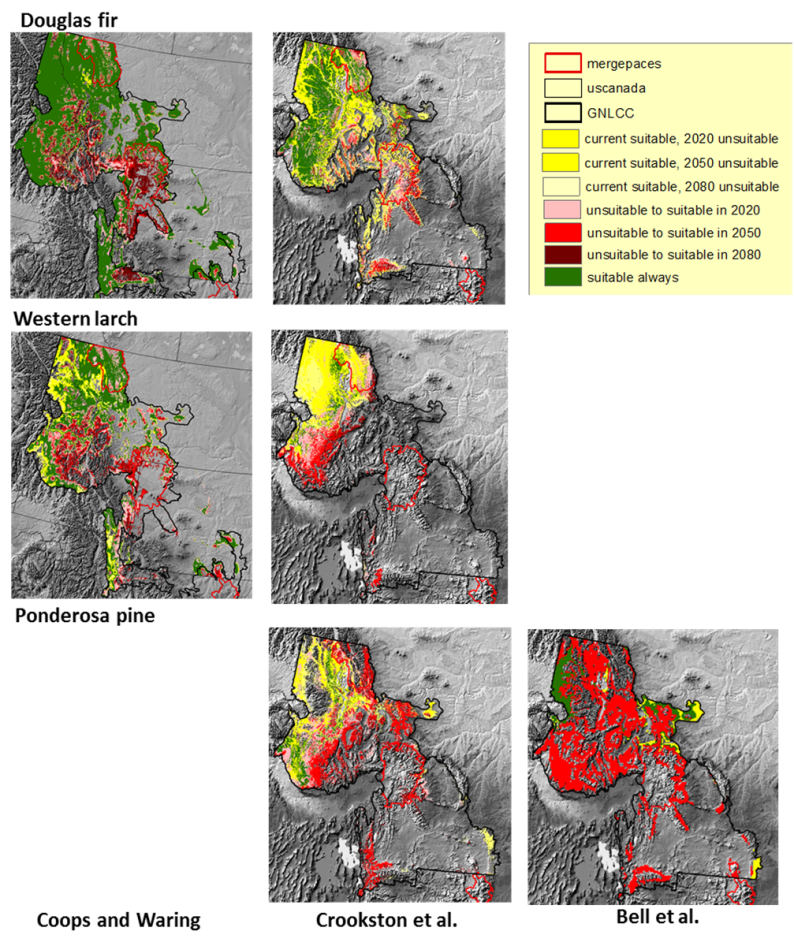 Douglas fir
mergepaces
uscanada
GNLCC
current suitable, 2020 unsuitable
current suitable, 2050 unsuitable
current suitable, 2080 unsuitable
unsuitable to suitable in 2020
unsuitable to suitable in 2050
unsuitable to suitable in 2080
suitable always
Western larch
Ponderosa pine
Coops and Waring
Crookston et al.
Bell et al.